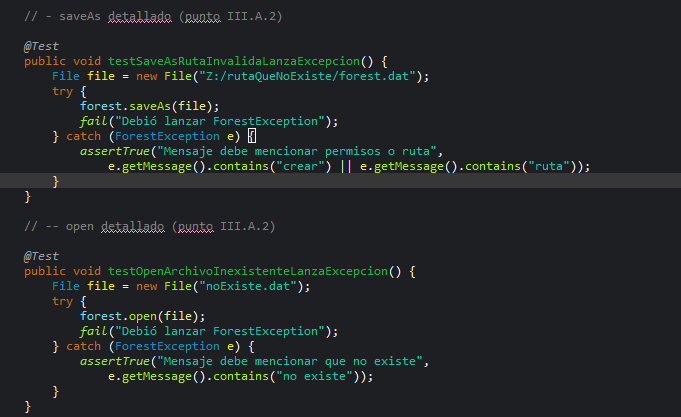 // - saveAs detallado (punto III.A.2)
@Test
public void testSaveAsRutaInvalidaLanzaExcepcion() {
File file = new File("Z:/rutaQueNoExiste/forest.dat");
try {
forest.saveAs(file);
fail("Debió lanzar ForestException");
} catch (ForestException e) {
assertTrue("Mensaje debe mencionar permisos o ruta",
e.getMessage().contains("crear") || e.getMessage().contains("ruta"));
}
}
// -- open detallado (punto III.A.2)
@Test
public void testOpenArchivoInexistenteLanzaExcepcion() {
File file = new File("noExiste.dat");
try {
forest.open(file);
fail("Debió lanzar ForestException");
} catch (ForestException e) {
assertTrue("Mensaje debe mencionar que no existe",
e.getMessage().contains("no existe"));
}
}